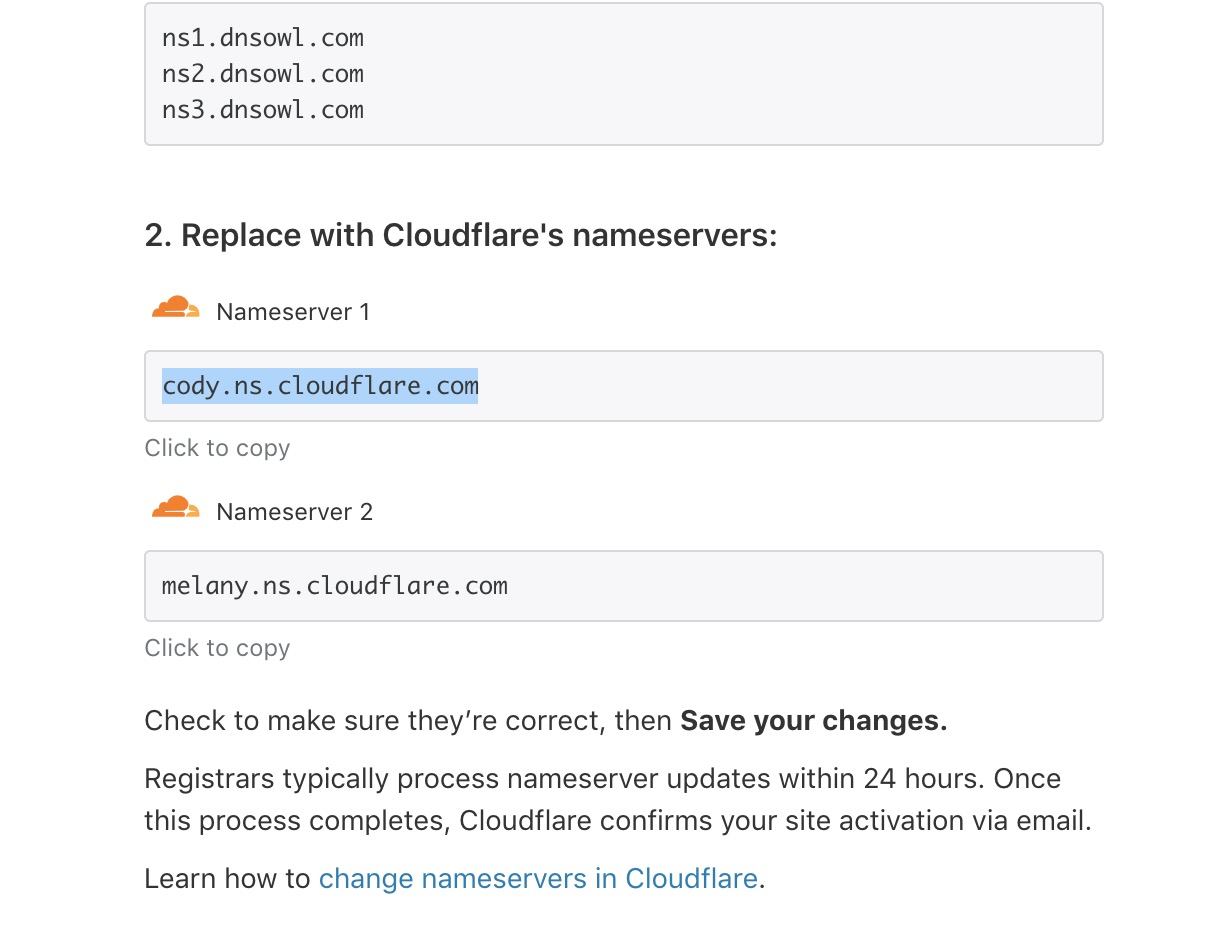 ns1.dnsowl.com
ns2.dnsowl.com
ns3.dnsowl.com
2. Replace with Cloudflare's nameservers:
Nameserver 1
cody.ns.cloudflare.com
Click to copy
Nameserver 2
melany.ns.cloudflare.com
Click to copy
Check to make sure they’re correct, then Save your changes.
Registrars typically process nameserver updates within 24 hours. Once
this process completes, Cloudflare confirms your site activation via email.
Learn how to change nameservers in Cloudflare.